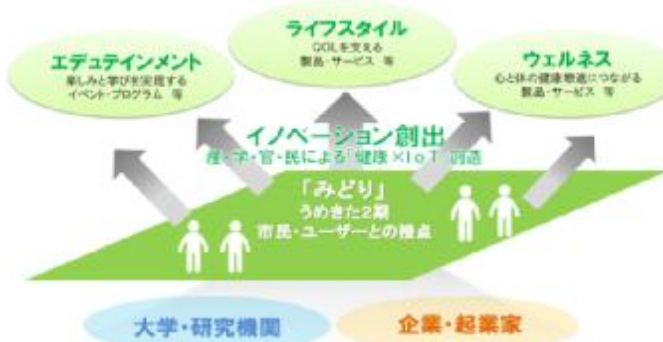 ライフスタイル
QOLを支える
製品・サービス 等
エデュテインメント
楽しみと学びを実現する
イベント・プログラム 等
ウェルネス
心と体の健康増進につながる
製品・サービス 等
イノベーション創出
産・学・官・民による「健康×IoT」創造
「みどり」
うめきた2期
市民・ユーザーとの接点
大学・研究機関
企業・起業家